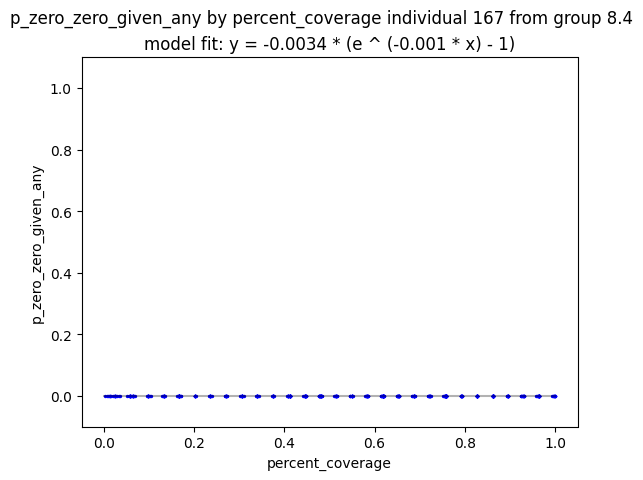 p_zero_zero_given_any by percent_coverage individual 167 from group 8.4
model fit: y = -0.0034 * (e ^ (-0.001 * x) - 1)
1.0
0.8
0.6
0.4
0.2
0.0
p_zero_zero_given_any
0.0 0.2 0.4 0.6 0.8 1.0
percent_coverage